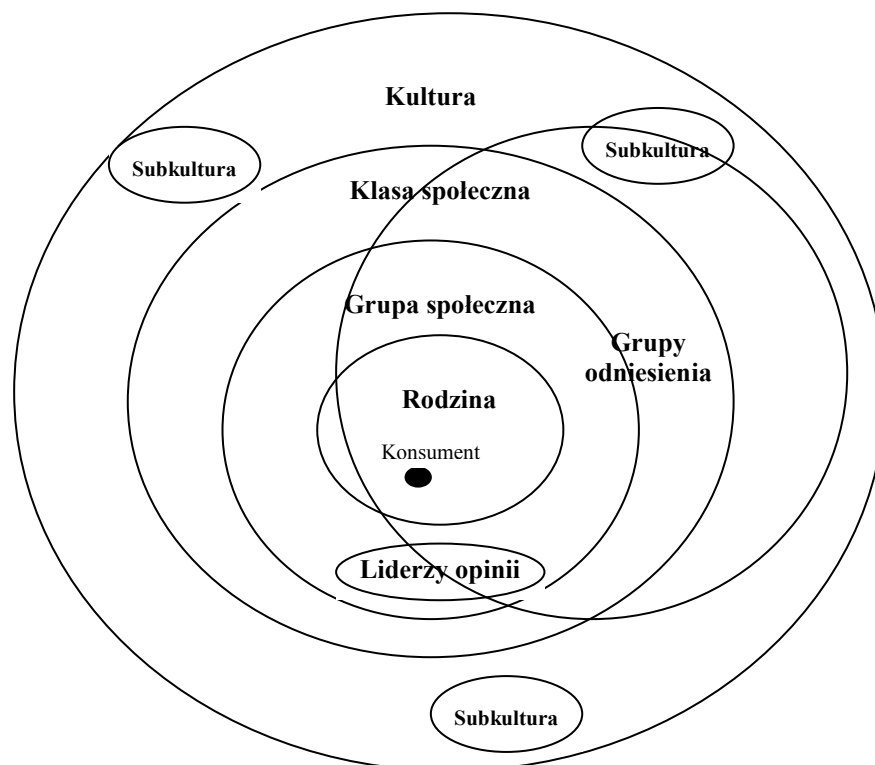 Kultura
Subkultura
Subkultura
Klasa społeczna
Grupa społeczna
Grupy
odniesienia
Rodzina
Konsument
Liderzy opinii
Subkultura